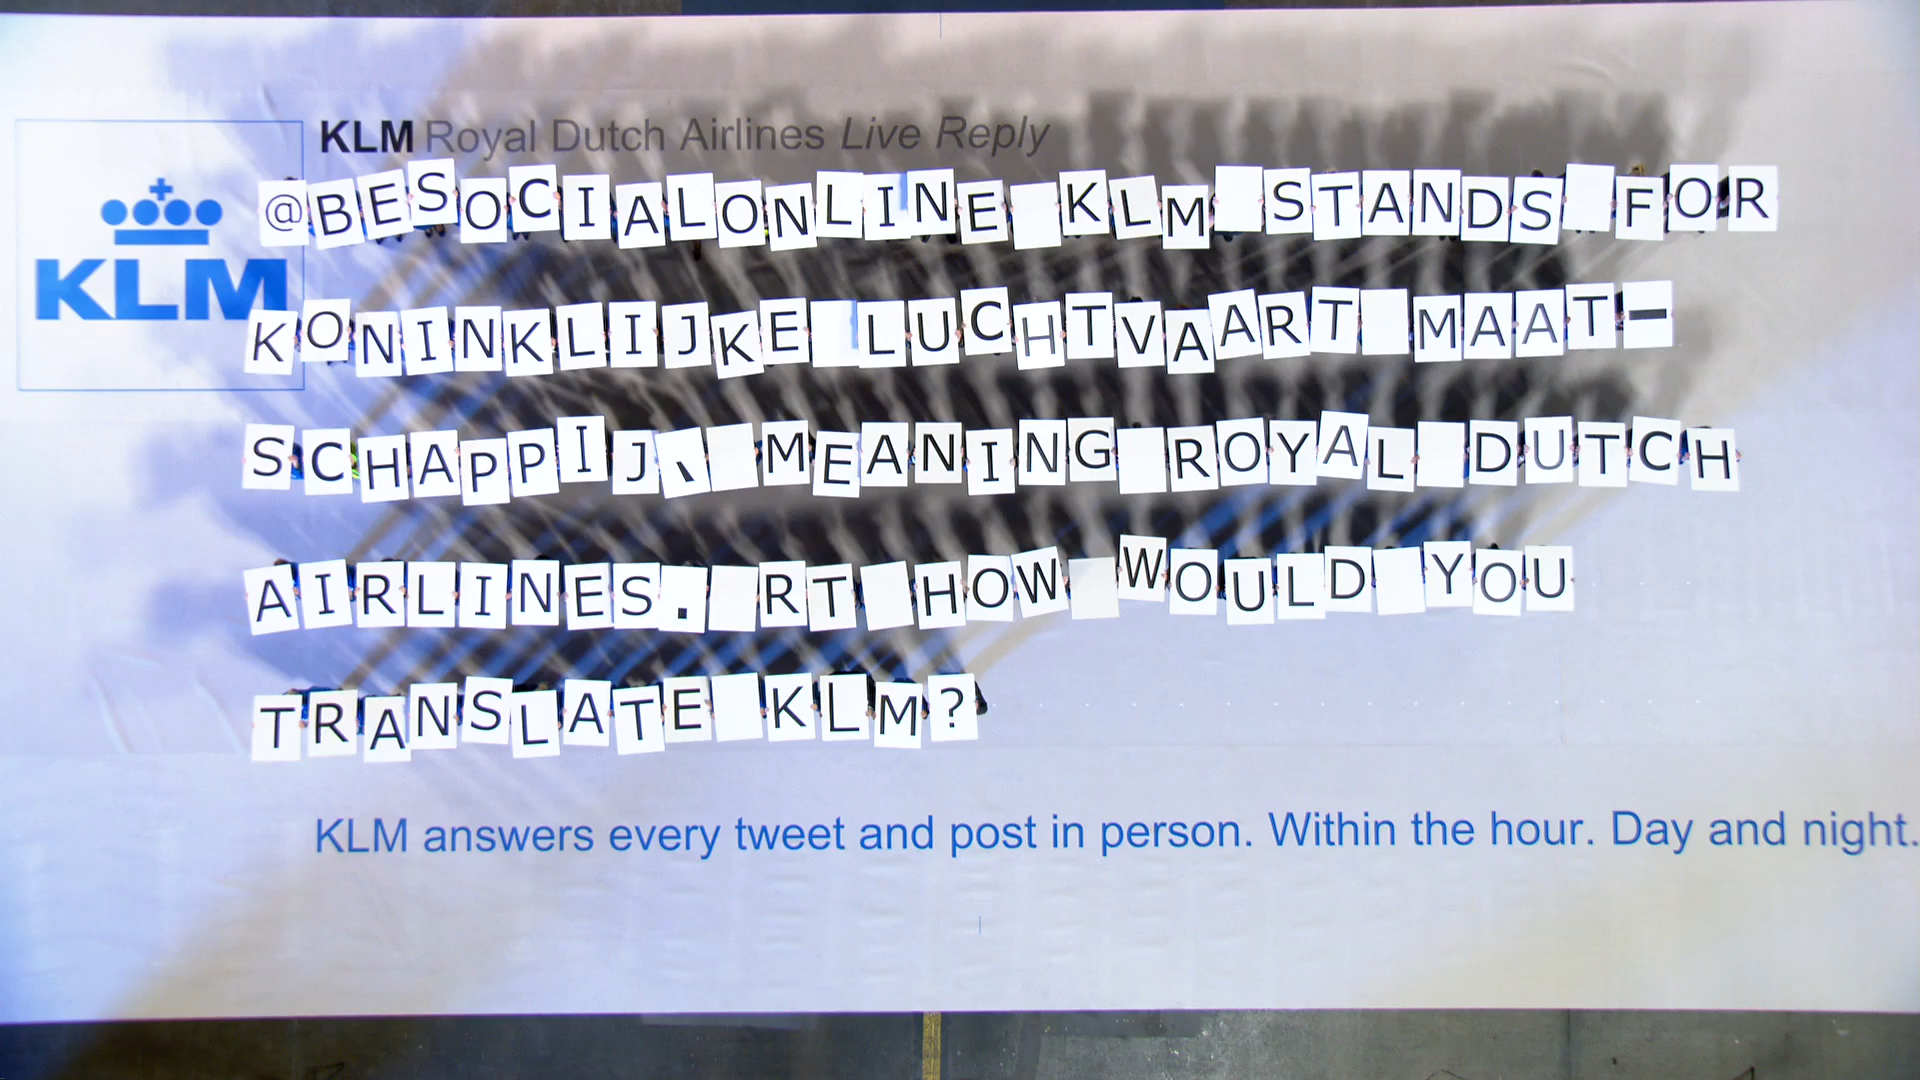 KLM Royal Dutch Airlines Live Reply
KLM
@BESOCIALONLINE KLM STANDS FOR
KONINKLIJKE LUCHTVAART MAAT-
SCHAPPIJ, MEANING ROYAL DUTCH
AIRLINES. RT HOW WOULD YOU
TRANSLATE KLM?
KLM answers every tweet and post in person. Within the hour. Day and night.